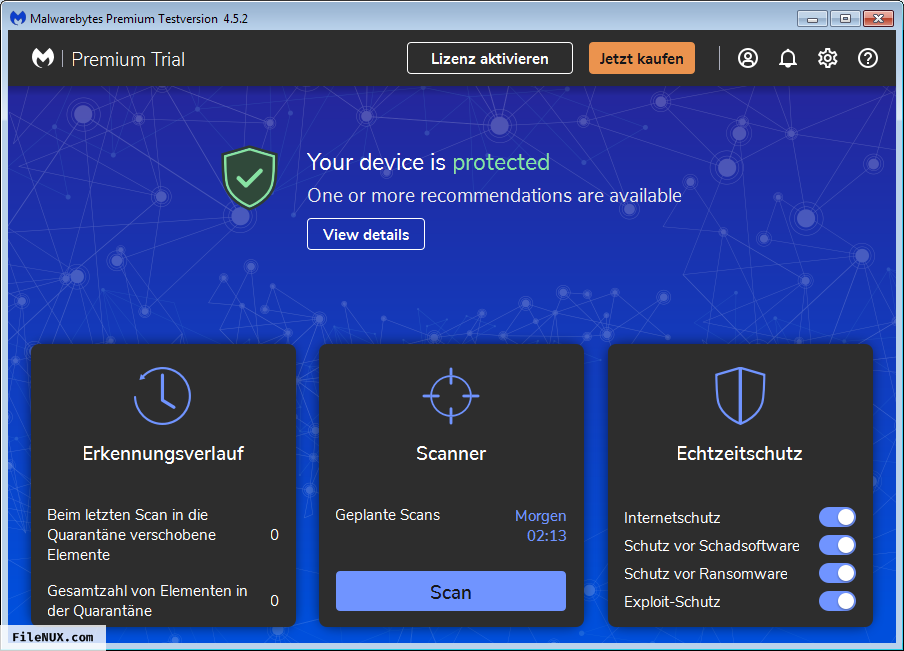 Malwarebytes Premium Testversion 4.5.2
Premium Trial
Lizenz aktivieren
Jetzt kaufen
Your device is protected
One or more recommendations are available
View details
Erkennungsverlauf
Beim letzten Scan in die
Quarantäne verschobene
Elemente
0
Gesamtzahl von Elementen in
der Quarantäne
0
Scanner
Geplante Scans
Morgen
02:13
Scan
Echtzeitschutz
Internetschutz
Schutz vor Schadsoftware
Schutz vor Ransomware
Exploit-Schutz
FileNUX.com